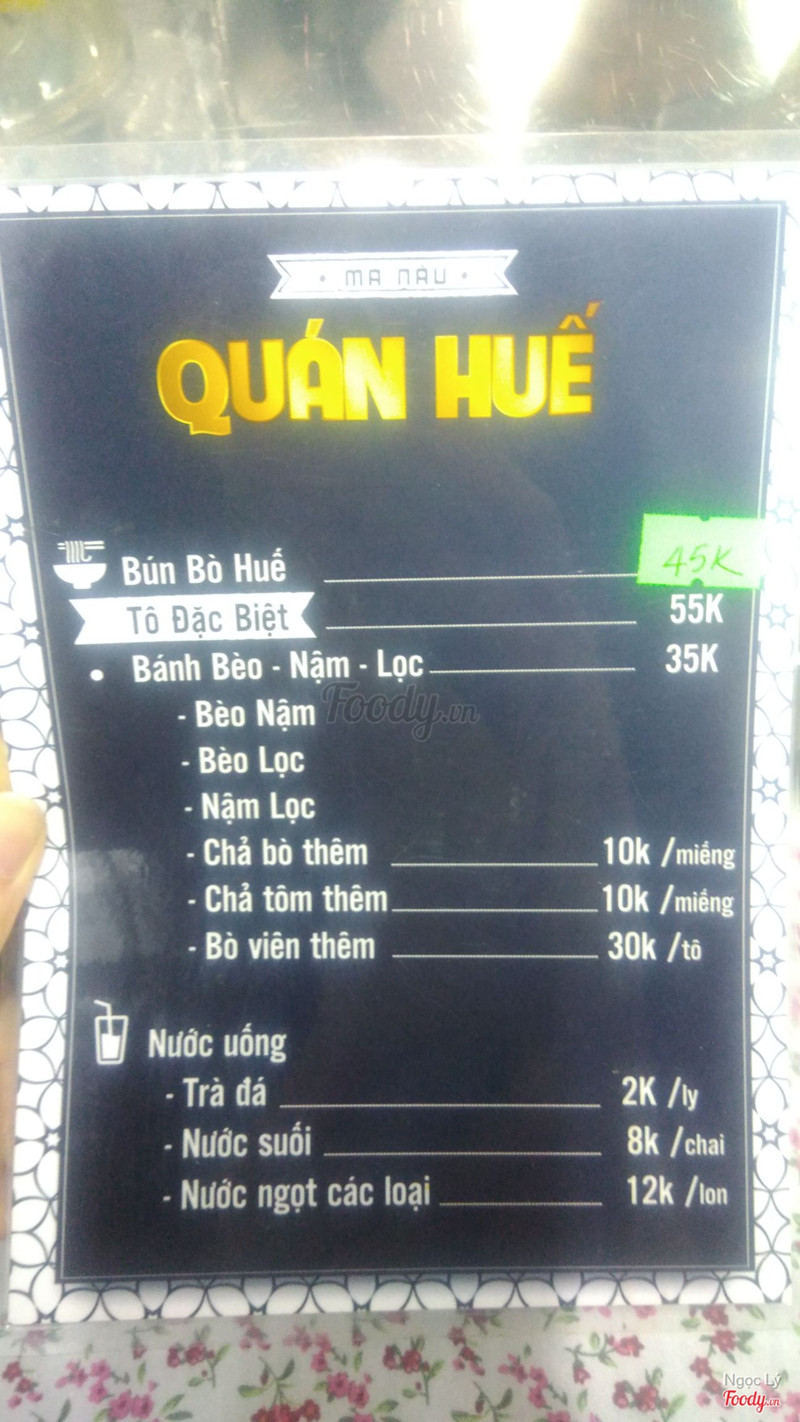 MA NÀU
QUÁN HUẾ
Bún Bò Huế 45K
Tô Đặc Biệt 55K
• Bánh Bèo - Nậm - Lọc 35K
- Bèo Nậm
- Bèo Lọc
- Nậm Lọc
- Chả bò thêm 10k /miếng
- Chả tôm thêm 10k /miếng
- Bò viên thêm 30k /tô
Nước uống
- Trà đá 2K /ly
- Nước suối 8k /chai
- Nước ngọt các loại 12k /lon
Foody.vn
Ngọc Lý
Foody.vn